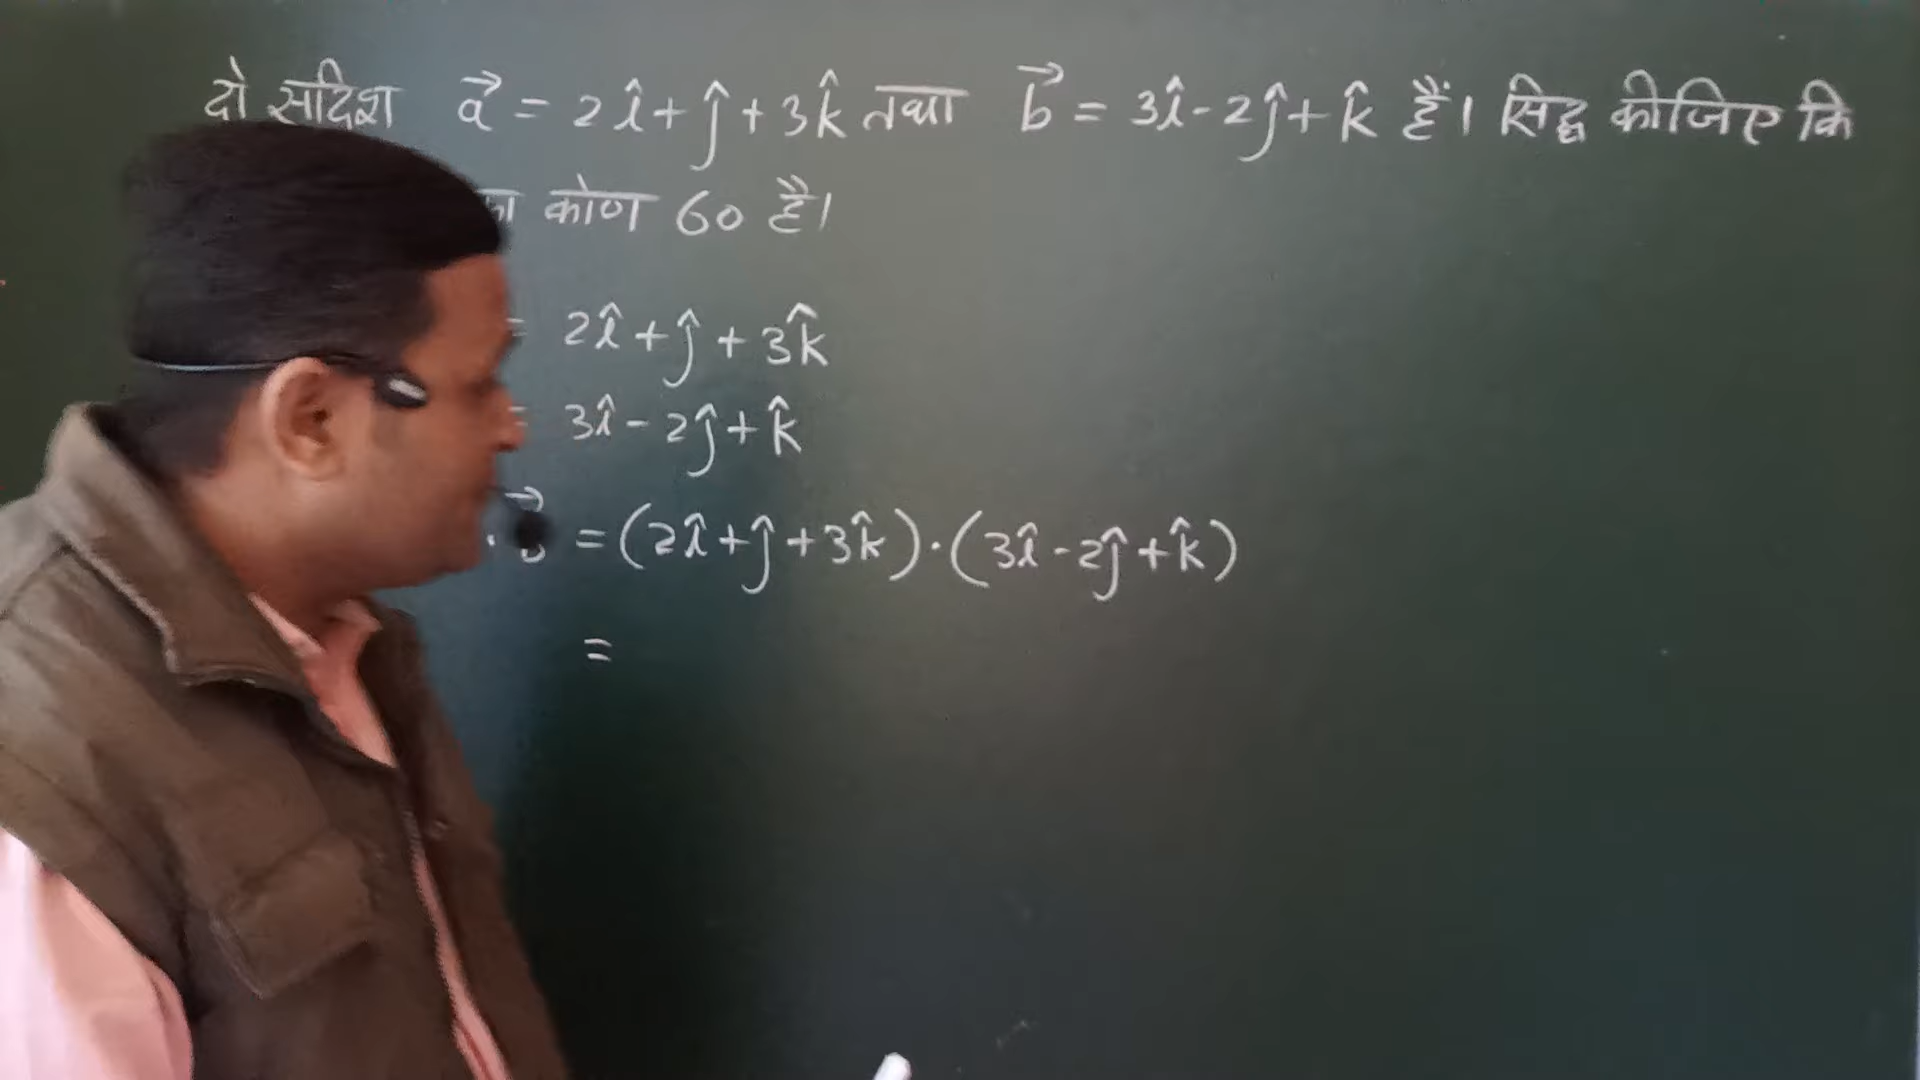 दो सदिश a⃗ = 2î + ĵ + 3k̂ तथा b⃗ = 3î - 2ĵ + k̂ हैं। सिद्ध कीजिए कि
कोण 60 है।
= 2î + ĵ + 3k̂
= 3î - 2ĵ + k̂
· b⃗ = (2î + ĵ + 3k̂) · (3î - 2ĵ + k̂)
=